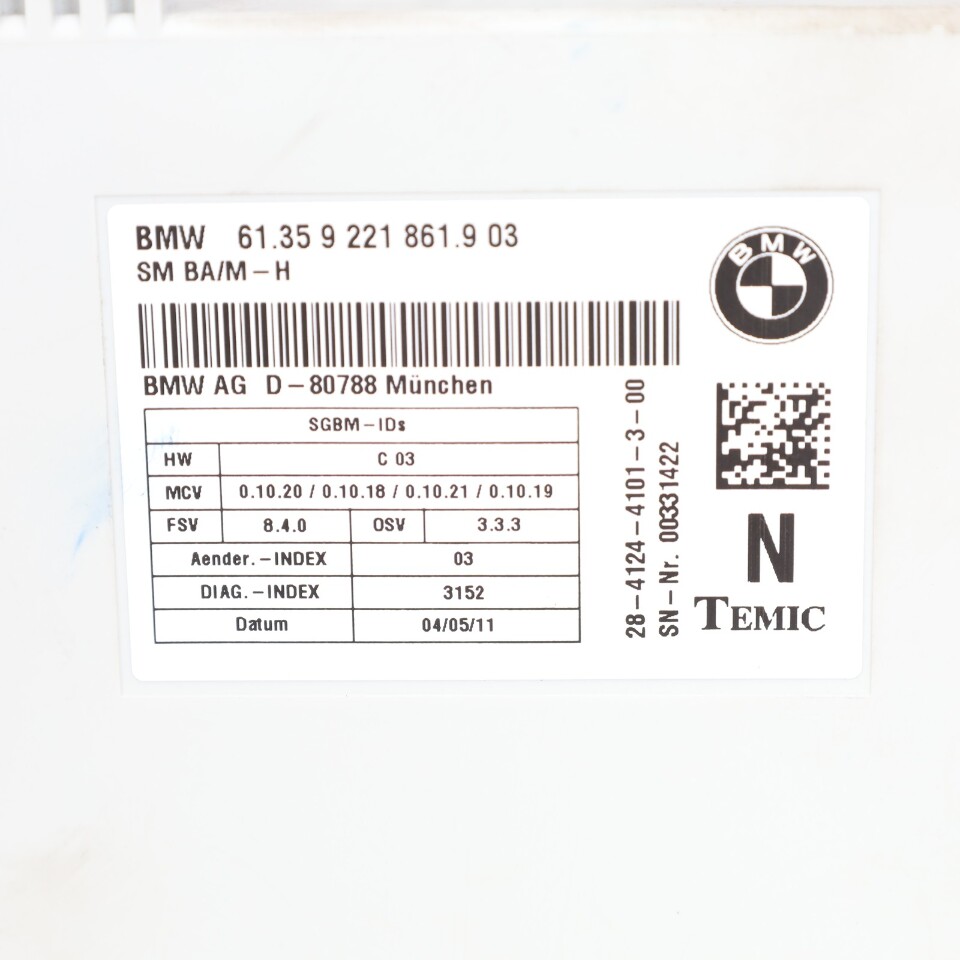 BMW 61.35 9 221 861.9 03
SM BA/M-H
BMW
BMW AG D-80788 München
SGBM-IDs
HW C 03
MCV 0.10.20 / 0.10.18 / 0.10.21 / 0.10.19
FSV 8.4.0 OSV 3.3.3
Aender.-INDEX 03
DIAG.-INDEX 3152
Datum 04/05/11
28-4124-4101-3-00
SN-Nr. 00331422
N
TEMIC